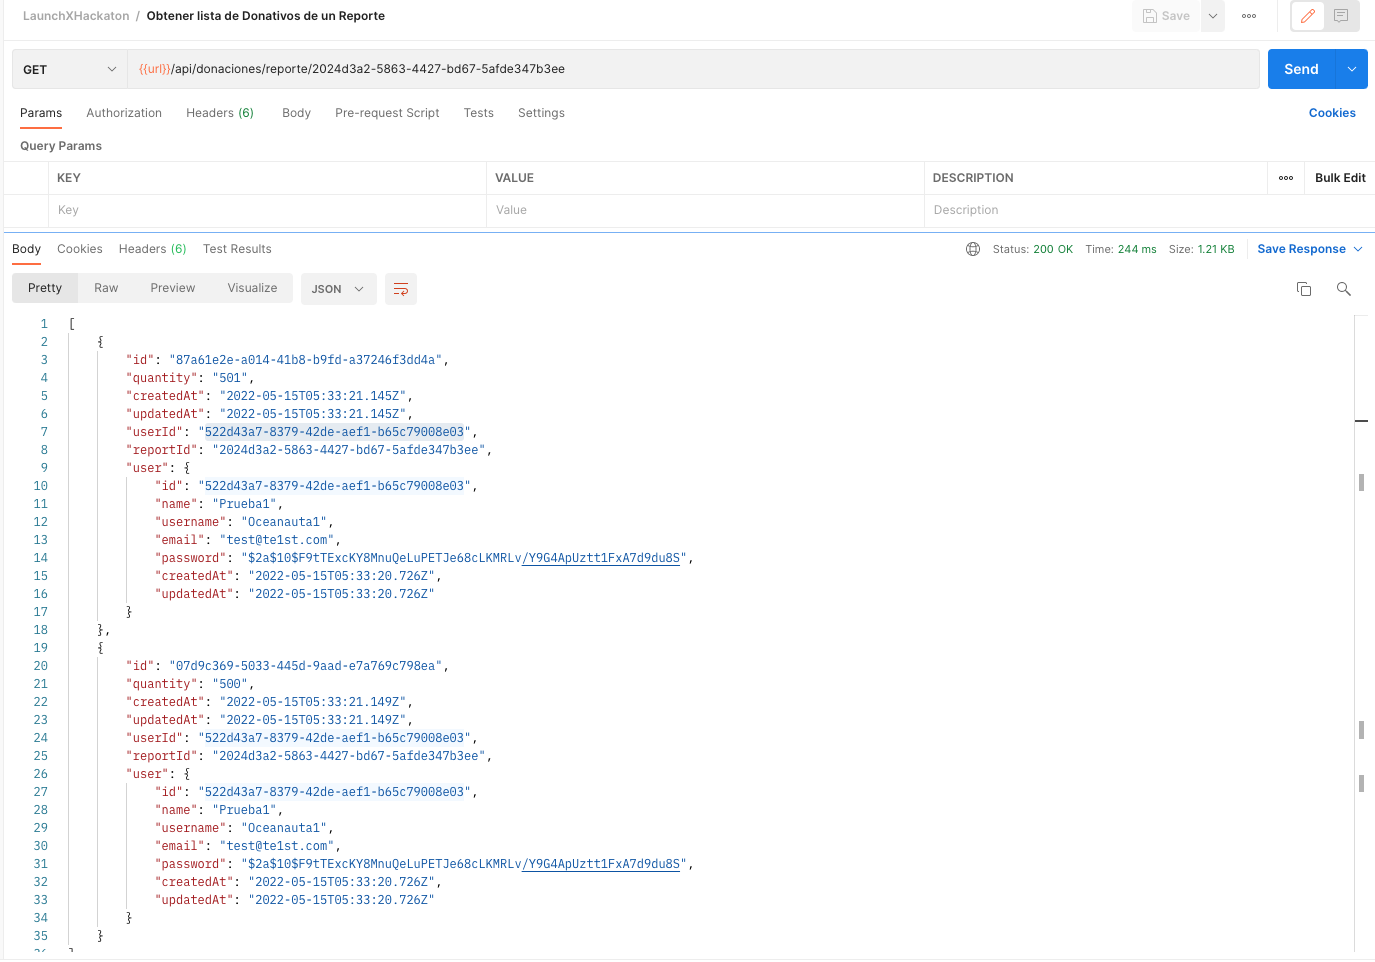 LaunchXHackaton / Obtener lista de Donativos de un Reporte
Save
GET
{{url}}/api/donaciones/reporte/2024d3a2-5863-4427-bd67-5afde347b3ee
Send
Params Authorization Headers (6) Body Pre-request Script Tests Settings Cookies
Query Params
KEY VALUE DESCRIPTION Bulk Edit
Key Value Description
Body Cookies Headers (6) Test Results Status: 200 OK Time: 244 ms Size: 1.21 KB Save Response
Pretty Raw Preview Visualize JSON
1 [
2 {
3 "id": "87a61e2e-a014-41b8-b9fd-a37246f3dd4a",
4 "quantity": "501",
5 "createdAt": "2022-05-15T05:33:21.145Z",
6 "updatedAt": "2022-05-15T05:33:21.145Z",
7 "userId": "522d43a7-8379-42de-aef1-b65c79008e03",
8 "reportId": "2024d3a2-5863-4427-bd67-5afde347b3ee",
9 "user": {
10 "id": "522d43a7-8379-42de-aef1-b65c79008e03",
11 "name": "Prueba1",
12 "username": "Oceanauta1",
13 "email": "test@te1st.com",
14 "password": "$2a$10$F9tTExcKY8MnuQeLuPETJe68cLKMRLv/Y9G4ApUztt1FxA7d9du8S",
15 "createdAt": "2022-05-15T05:33:20.726Z",
16 "updatedAt": "2022-05-15T05:33:20.726Z"
17 }
18 },
19 {
20 "id": "07d9c369-5033-445d-9aad-e7a769c798ea",
21 "quantity": "500",
22 "createdAt": "2022-05-15T05:33:21.149Z",
23 "updatedAt": "2022-05-15T05:33:21.149Z",
24 "userId": "522d43a7-8379-42de-aef1-b65c79008e03",
25 "reportId": "2024d3a2-5863-4427-bd67-5afde347b3ee",
26 "user": {
27 "id": "522d43a7-8379-42de-aef1-b65c79008e03",
28 "name": "Prueba1",
29 "username": "Oceanauta1",
30 "email": "test@te1st.com",
31 "password": "$2a$10$F9tTExcKY8MnuQeLuPETJe68cLKMRLv/Y9G4ApUztt1FxA7d9du8S",
32 "createdAt": "2022-05-15T05:33:20.726Z",
33 "updatedAt": "2022-05-15T05:33:20.726Z"
34 }
35 }